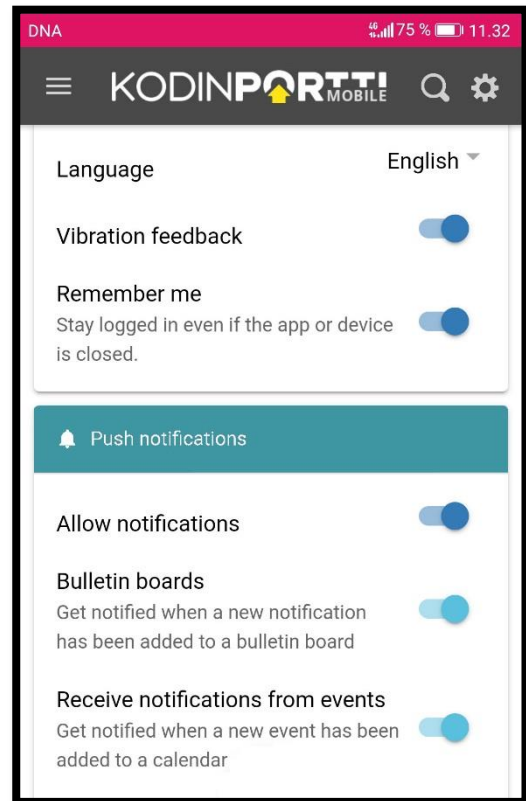 DNA 4G 75 % 11.32
KODINPORTTI
MOBILE
Language English
Vibration feedback
Remember me
Stay logged in even if the app or device
is closed.
Push notifications
Allow notifications
Bulletin boards
Get notified when a new notification
has been added to a bulletin board
Receive notifications from events
Get notified when a new event has been
added to a calendar